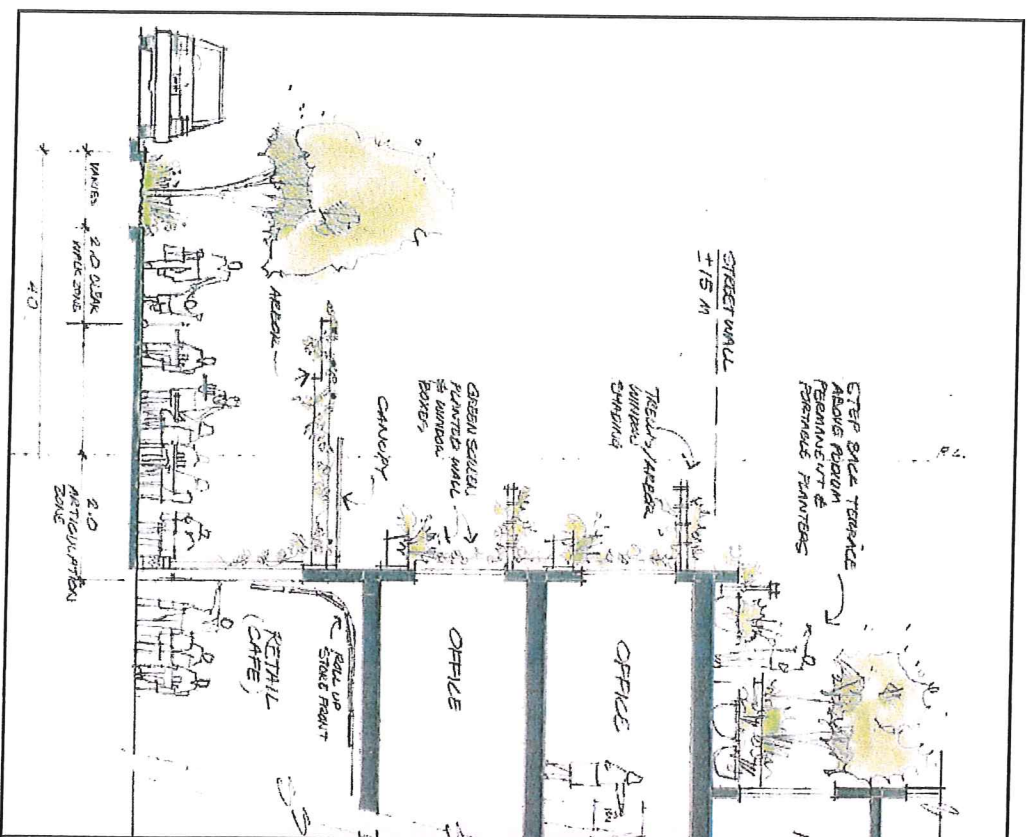 STEP BACK TERRACE
ABOVE PODIUM
PERMANENT &
PORTABLE PLANTERS
P.L.
STREET WALL
±15 M
TRELLIS/ARBOR
WINDOW
SHADING
GREEN SCREEN,
PLANTED WALL
& WINDOW
BOXES
CANOPY
ARBOR
OFFICE
OFFICE
ROLL UP
STORE FRONT
RETAIL
(CAFE)
VARIES
2.0 CLEAR
WALK ZONE
2.0
ARTICULATION
ZONE
4.0